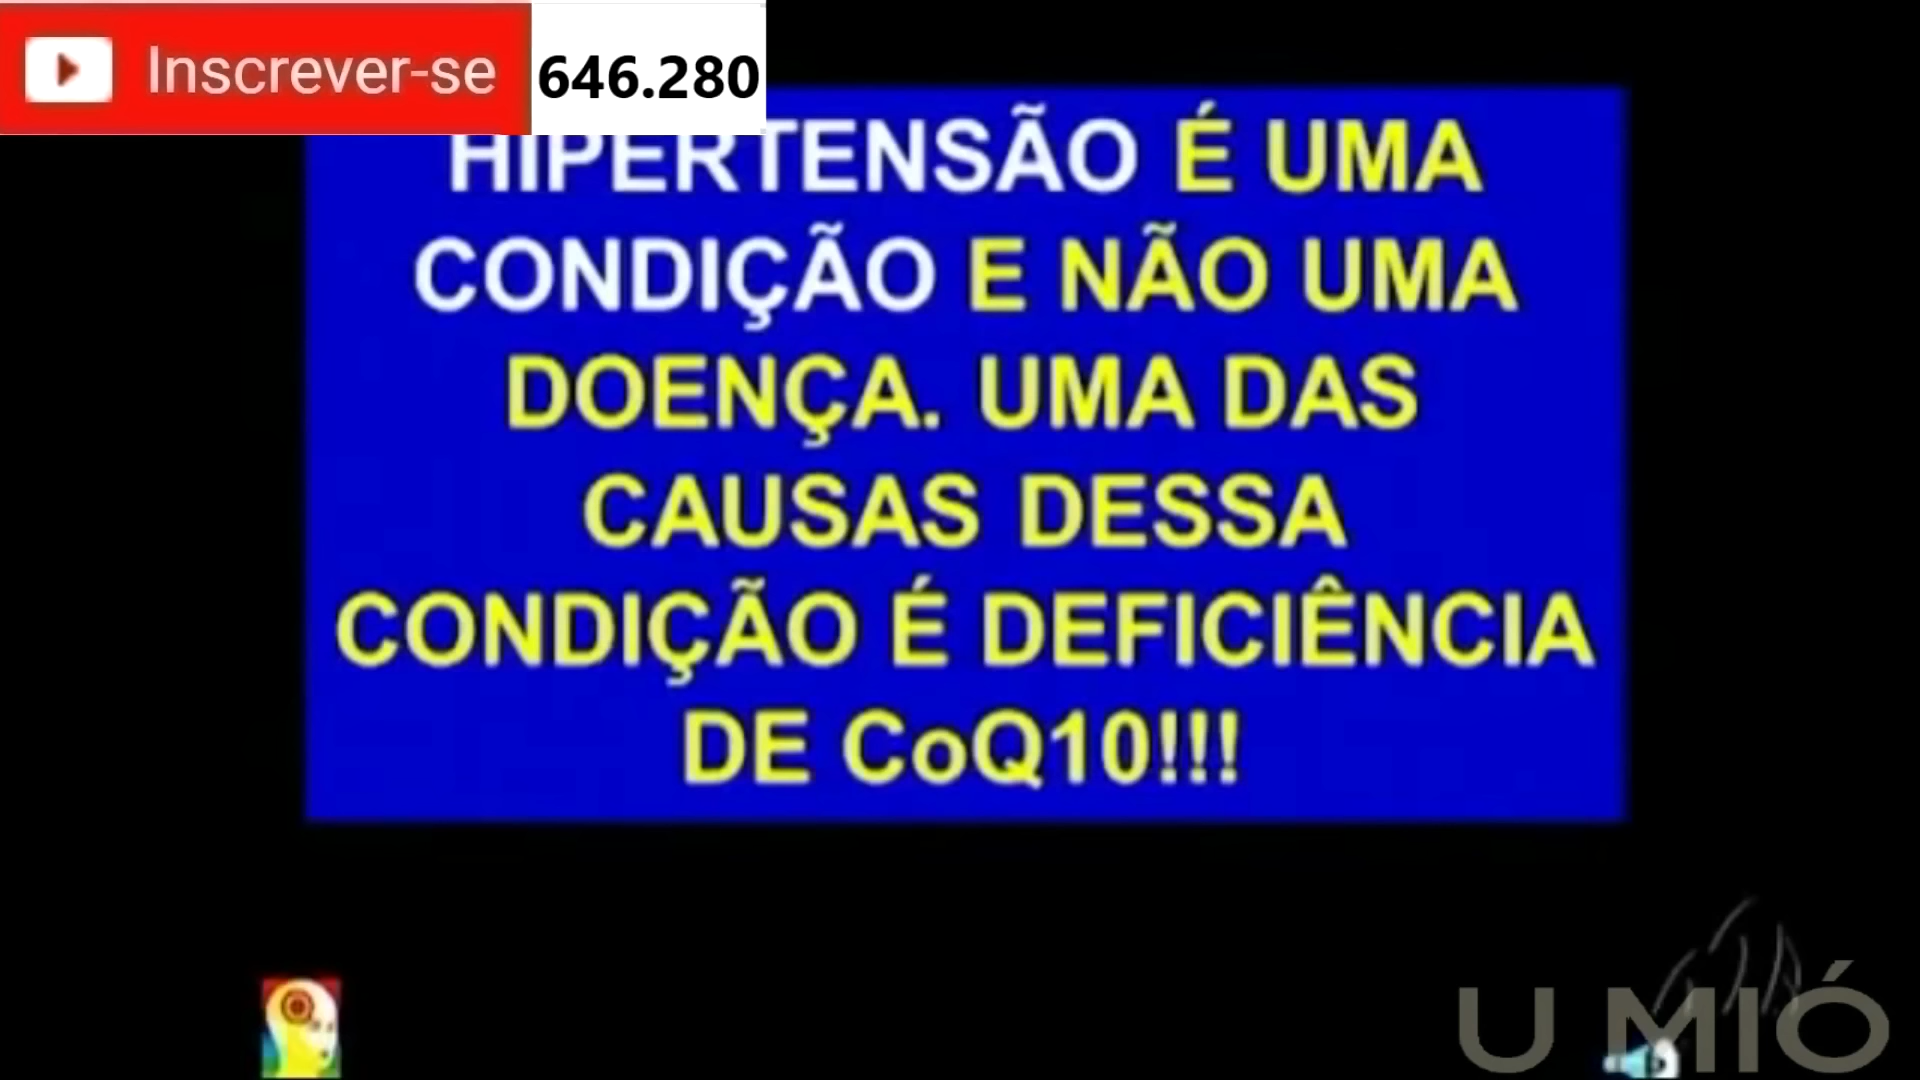 Inscrever-se 646.280
HIPERTENSÃO É UMA
CONDIÇÃO E NÃO UMA
DOENÇA. UMA DAS
CAUSAS DESSA
CONDIÇÃO É DEFICIÊNCIA
DE CoQ10!!!
U MIÓ